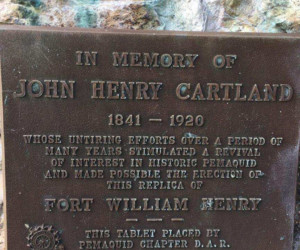 IN MEMORY OF
JOHN HENRY CARTLAND
1841 — 1920
WHOSE UNTIRING EFFORTS OVER A PERIOD OF
MANY YEARS STIMULATED A REVIVAL
OF INTEREST IN HISTORIC PEMAQUID
AND MADE POSSIBLE THE ERECTION OF
THIS REPLICA OF
FORT WILLIAM HENRY
THIS TABLET PLACED BY
PEMAQUID CHAPTER D.A.R.